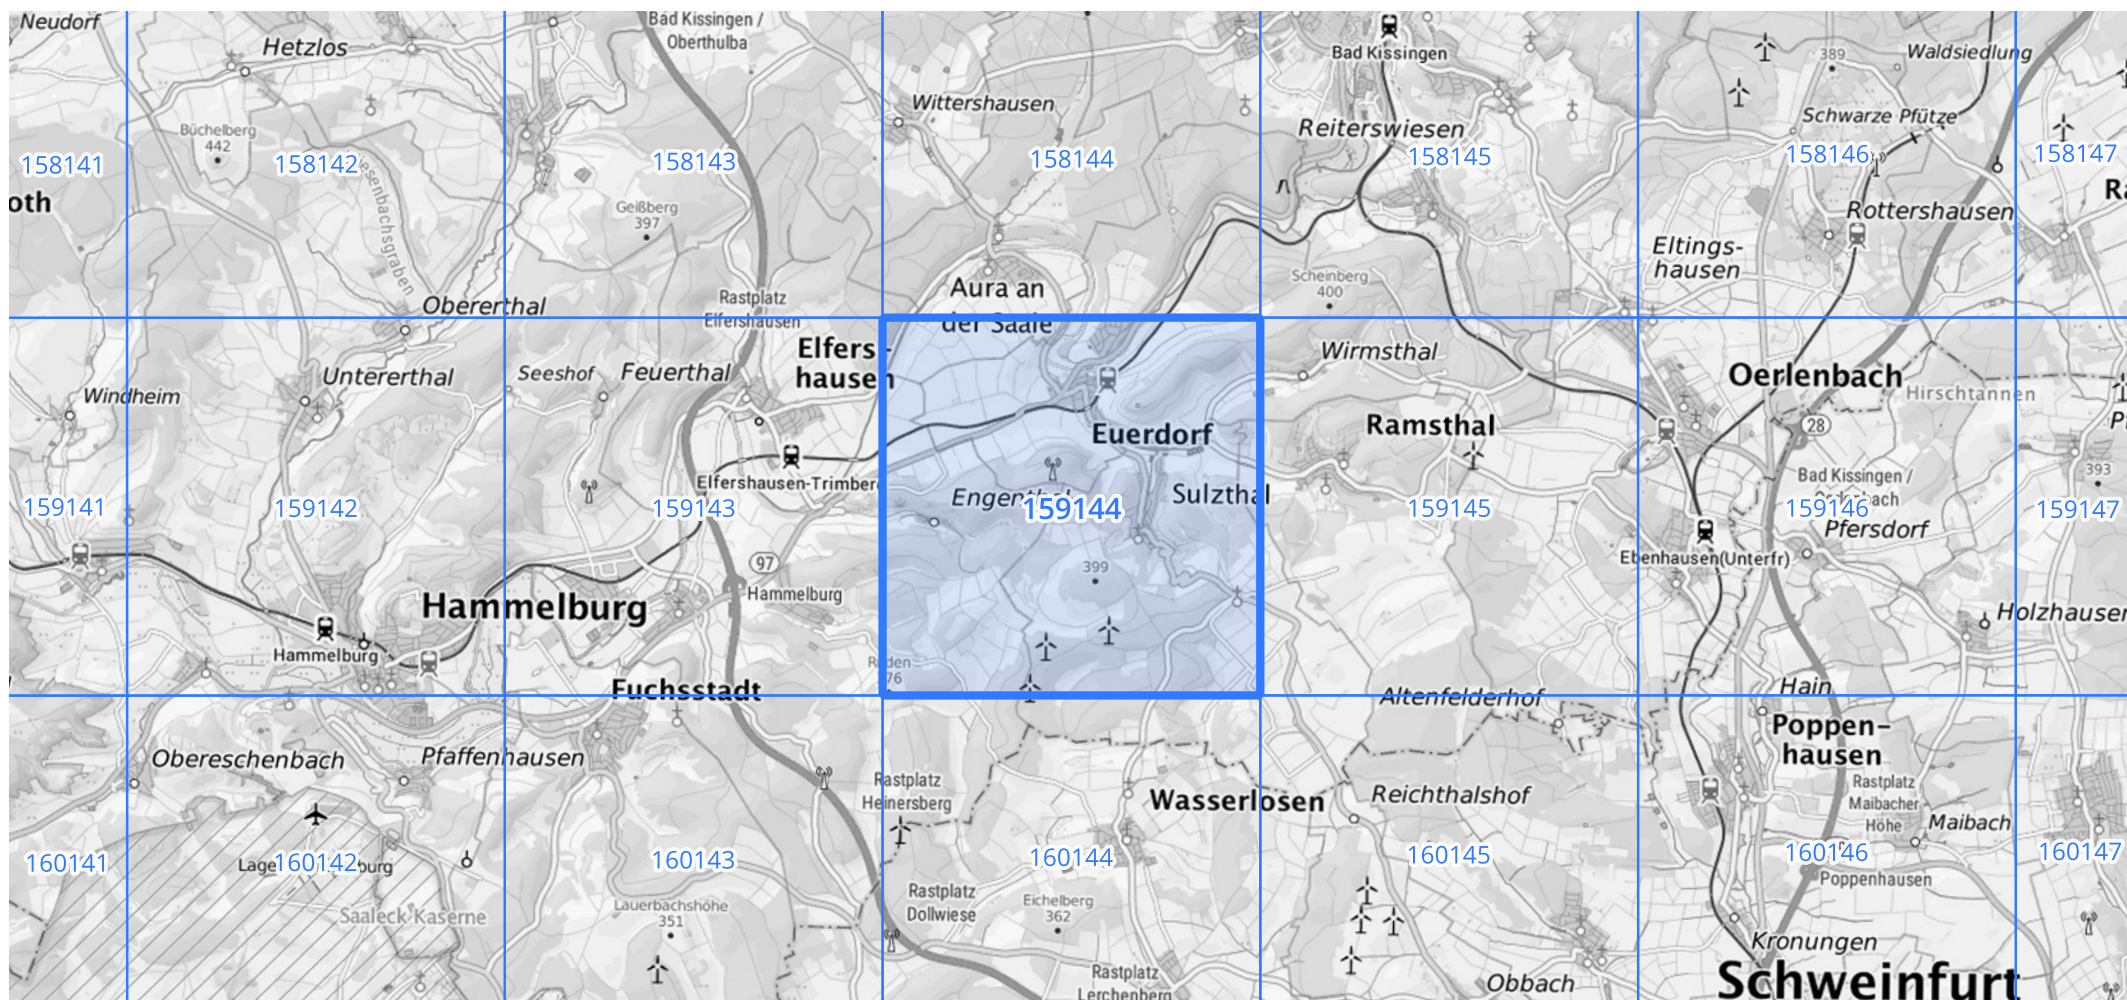 Neudorf
Hetzlos
Bad Kissingen /
Oberthulba
Bad Kissingen
389
Waldsiedlung
Wittershausen
Büchelberg
442
Reiterswiesen
Schwarze Pfütze
158141
158142
158143
158144
158145
158146
158147
esenbachsgraben
oth
Geißberg
397
Rottershausen
Eltings-
hausen
Obererthal
Rastplatz
Elfershausen
Aura an
der Saale
Scheinberg
400
Windheim
Untererthal
Seeshof
Feuerthal
Elfers-
hausen
Wirmsthal
Oerlenbach
Hirschtannen
Euerdorf
Ramsthal
28
Elfershausen-Trimberg
Engenthal
Sulzthal
Bad Kissingen /
Oerlenbach
393
159141
159142
159143
159144
159145
159146
159147
Pfersdorf
Ebenhausen(Unterfr)
97
Hammelburg
399
Hammelburg
Holzhausen
Hammelburg
Fuchsstadt
Altenfelderhof
Hain
Poppen-
hausen
Obereschenbach
Pfaffenhausen
Rastplatz
Heinersberg
Wasserlosen
Reichthalshof
Rastplatz
Maibacher
Höhe
Maibach
160141
160142
160143
160144
160145
160146
160147
Poppenhausen
Saaleck Kaserne
Lauerbachshöhe
351
Rastplatz
Dollwiese
Eichelberg
362
Kronungen
Rastplatz
Lerchenberg
Obbach
Schweinfurt